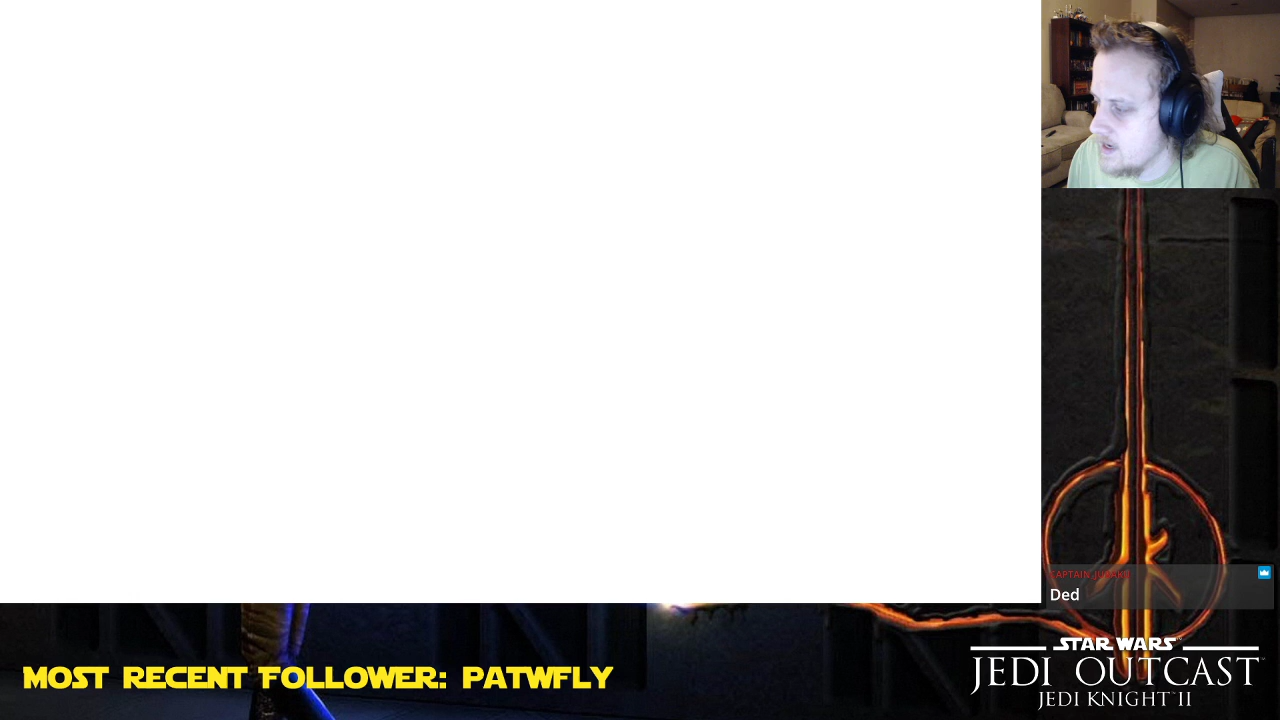 Ded
MOST RECENT FOLLOWER: PATWFLY
STAR WARS
JEDI OUTCAST
JEDI KNIGHT II